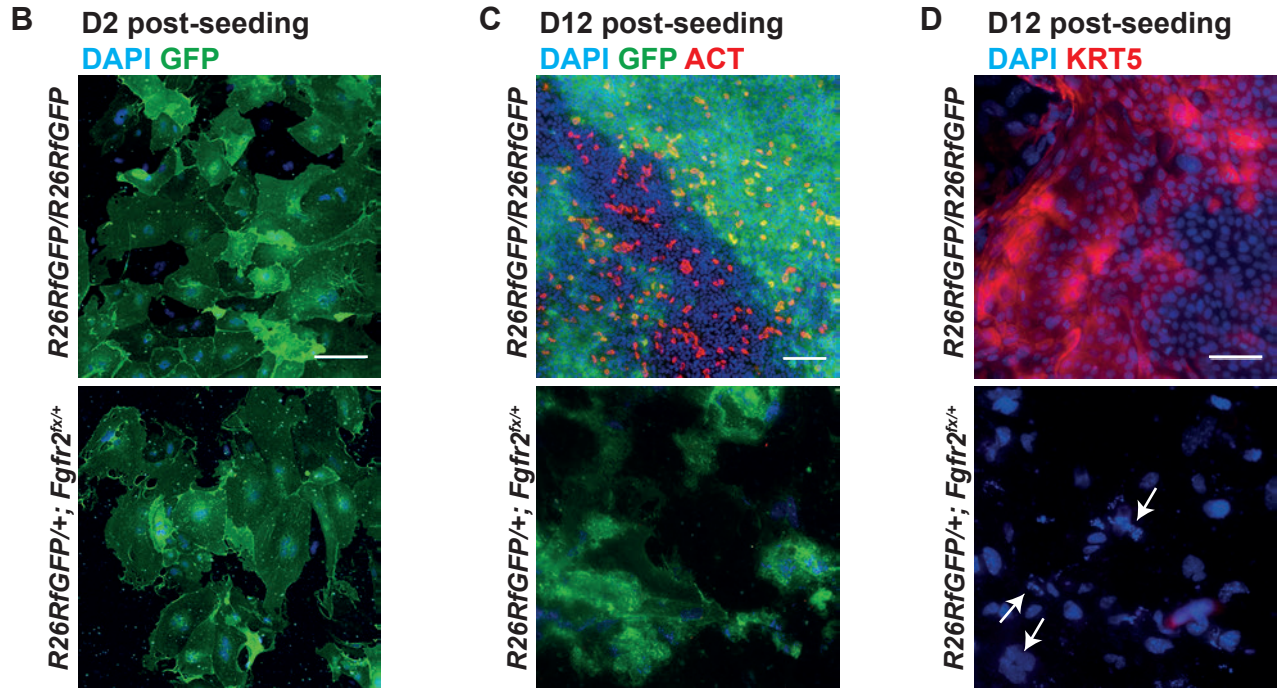 B D2 post-seeding
DAPI GFP
R26RfGFP/R26RfGFP
R26RfGFP/+; Fgfr2fx/+
C D12 post-seeding
DAPI GFP ACT
R26RfGFP/R26RfGFP
R26RfGFP/+; Fgfr2fx/+
D D12 post-seeding
DAPI KRT5
R26RfGFP/R26RfGFP
R26RfGFP/+; Fgfr2fx/+